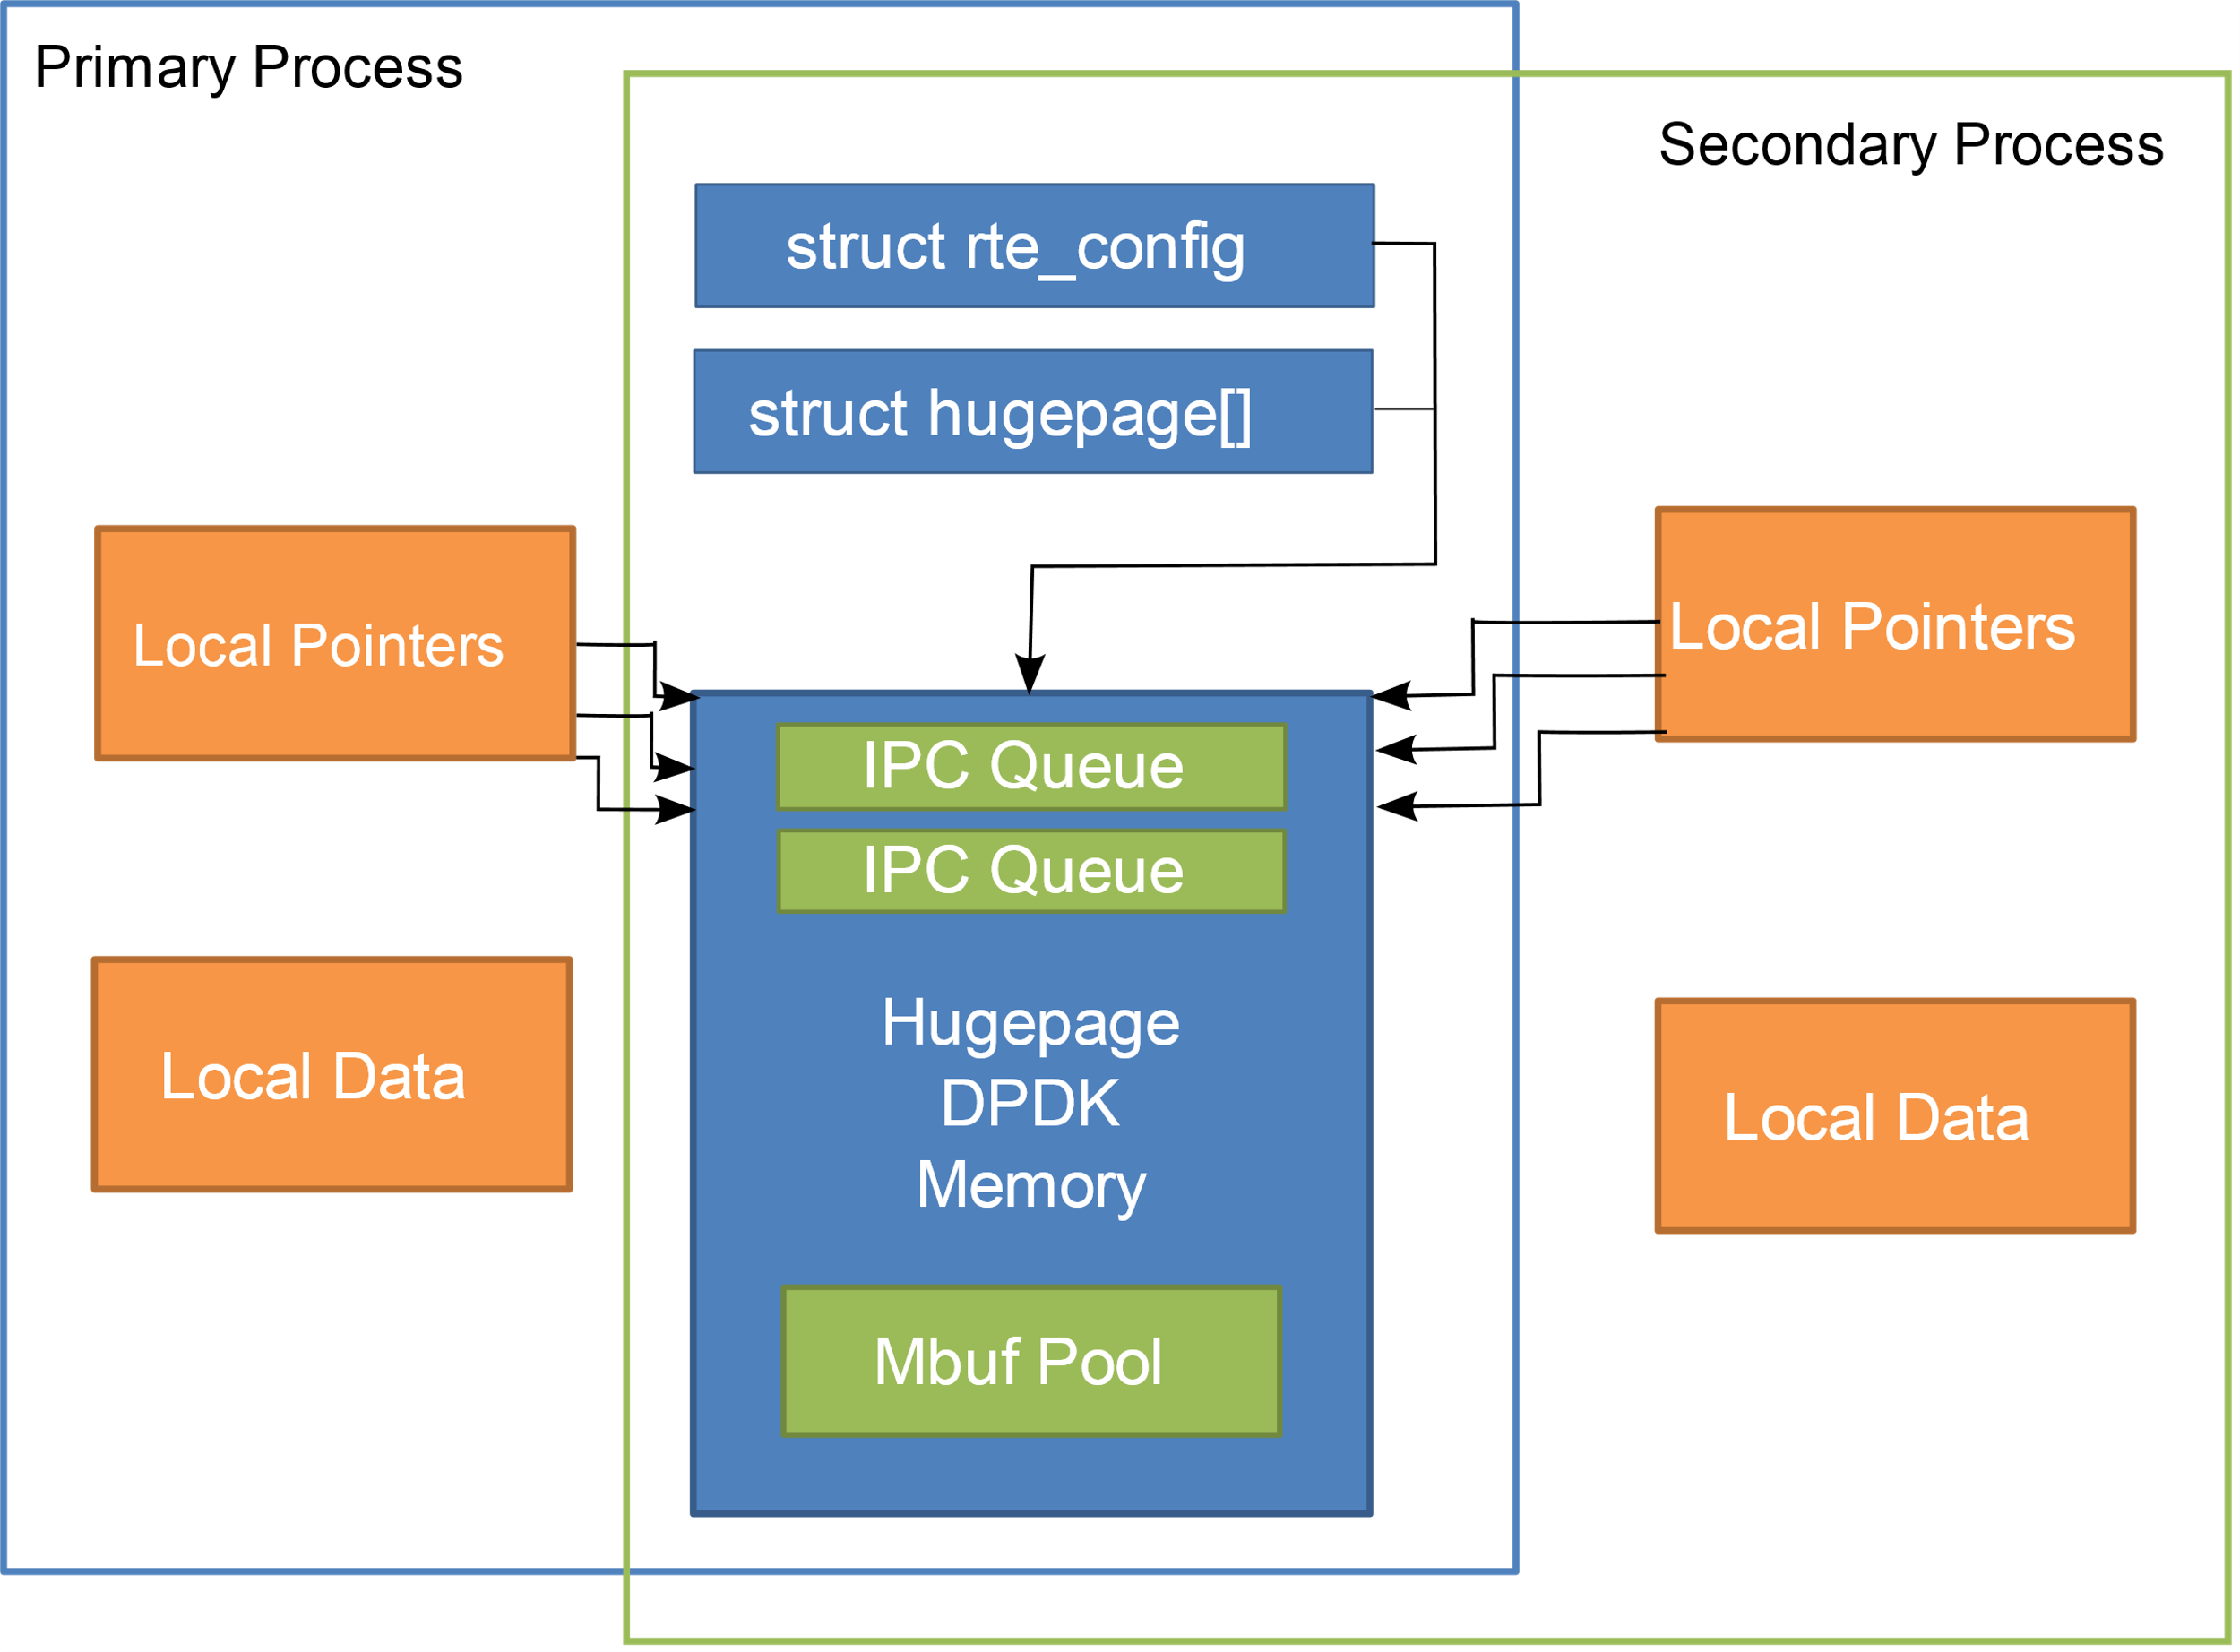 Primary Process
Secondary Process
struct rte_config
struct hugepage[]
Local Pointers
Local Pointers
IPC Queue
IPC Queue
Hugepage
DPDK
Memory
Local Data
Local Data
Mbuf Pool